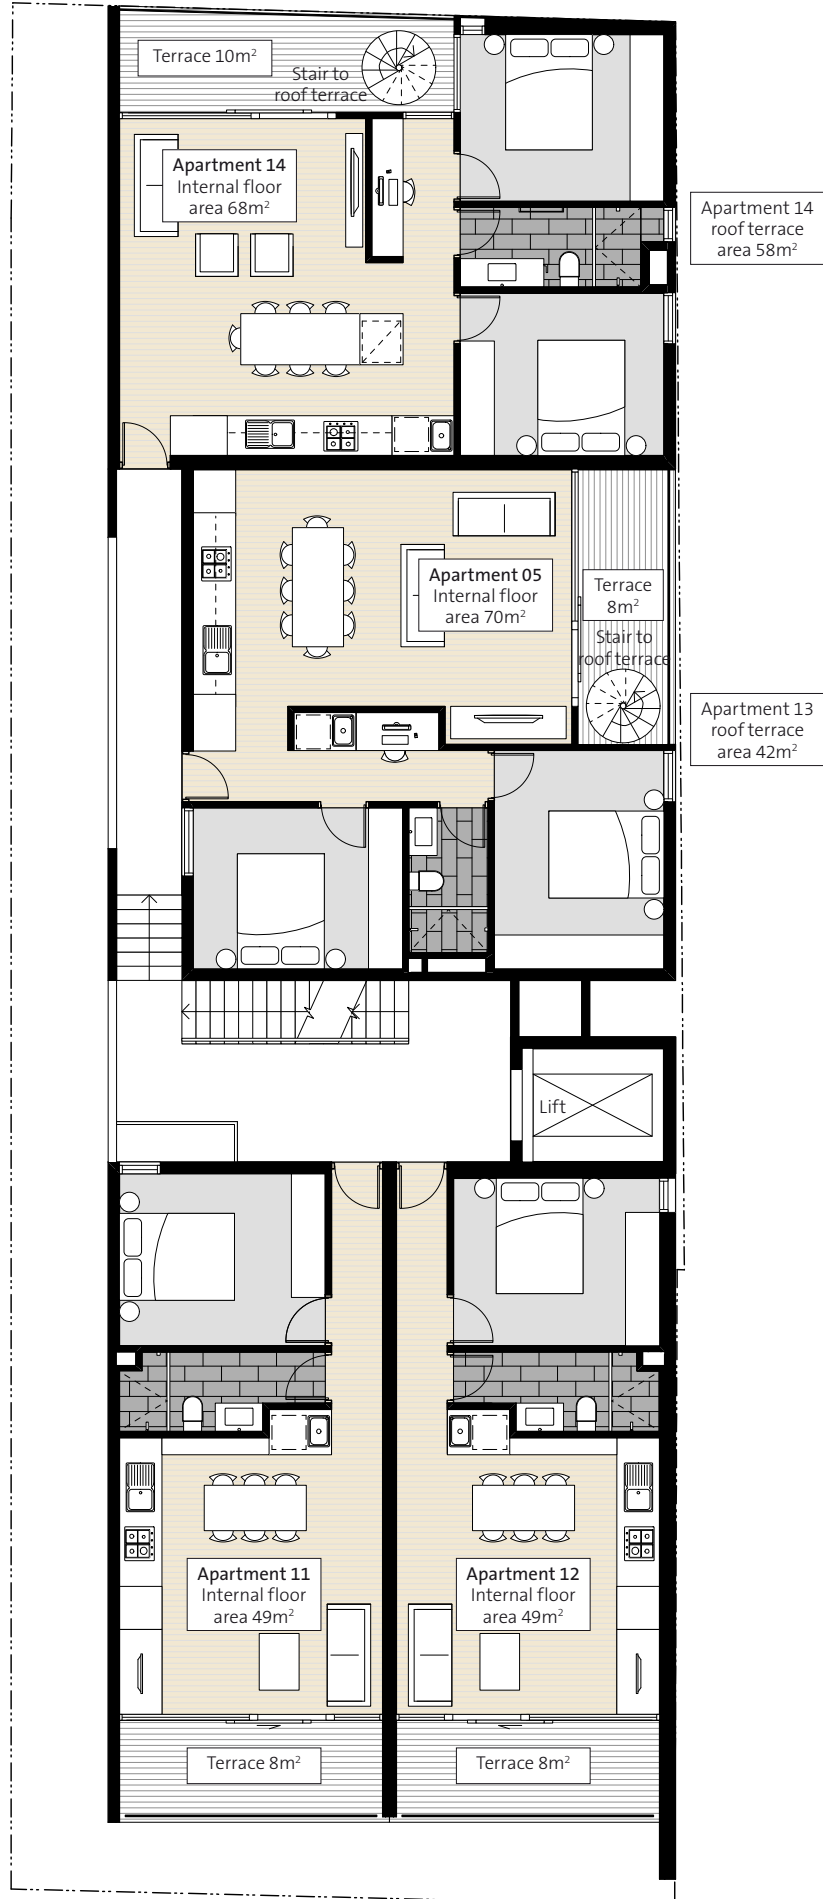 Terrace 10m²
Stair to
roof terrace
Apartment 14
Internal floor
area 68m²
Apartment 14
roof terrace
area 58m²
Apartment 05
Internal floor
area 70m²
Terrace
8m²
Stair to
roof terrace
Apartment 13
roof terrace
area 42m²
Lift
Apartment 11
Internal floor
area 49m²
Apartment 12
Internal floor
area 49m²
Terrace 8m²
Terrace 8m²